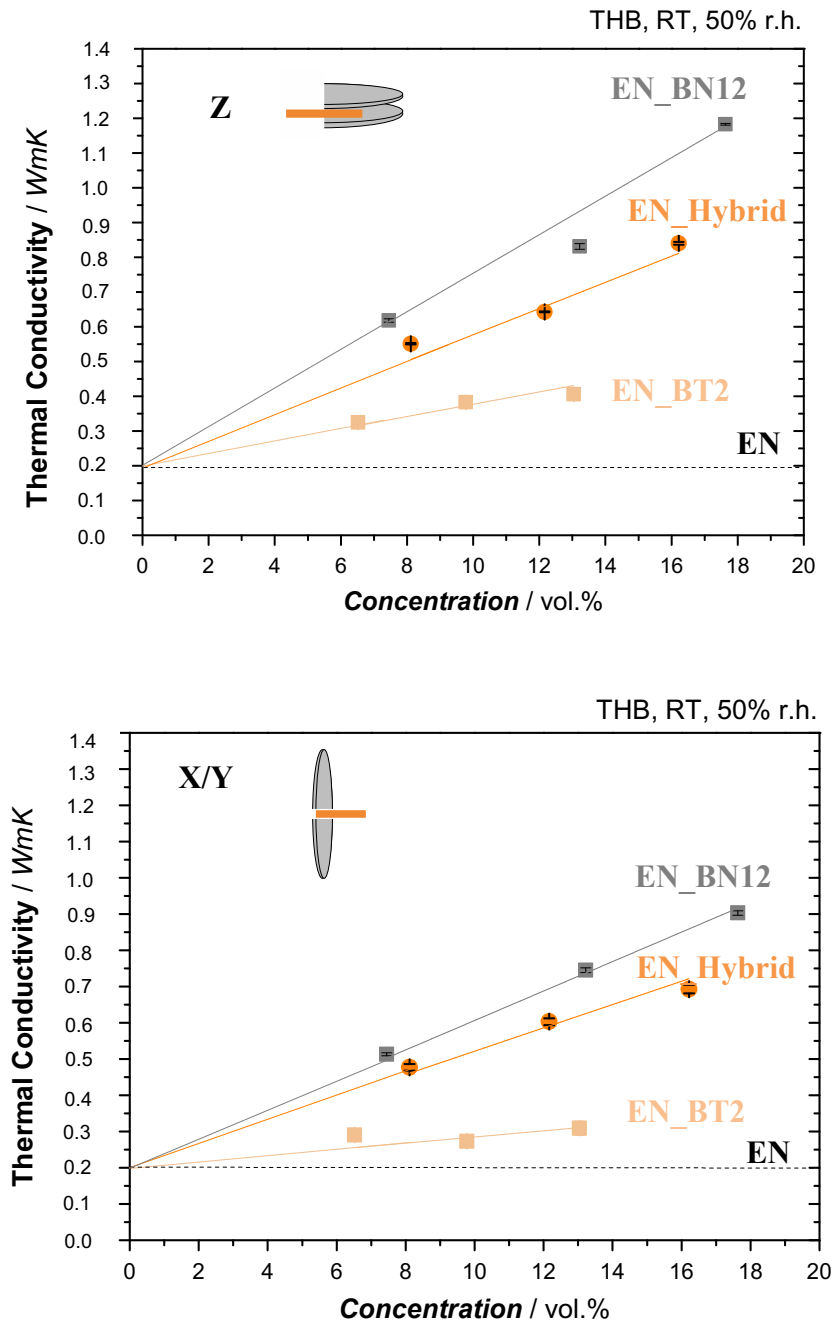 THB, RT, 50% r.h.
1.4
1.3
1.2
1.1
1.0
0.9
0.8
0.7
0.6
0.5
0.4
0.3
0.2
0.1
0.0
Thermal Conductivity / WmK
Z
EN_BN12
EN_Hybrid
EN_BT2
EN
0 2 4 6 8 10 12 14 16 18 20
Concentration / vol.%
THB, RT, 50% r.h.
1.4
1.3
1.2
1.1
1.0
0.9
0.8
0.7
0.6
0.5
0.4
0.3
0.2
0.1
0.0
Thermal Conductivity / WmK
X/Y
EN_BN12
EN_Hybrid
EN_BT2
EN
0 2 4 6 8 10 12 14 16 18 20
Concentration / vol.%